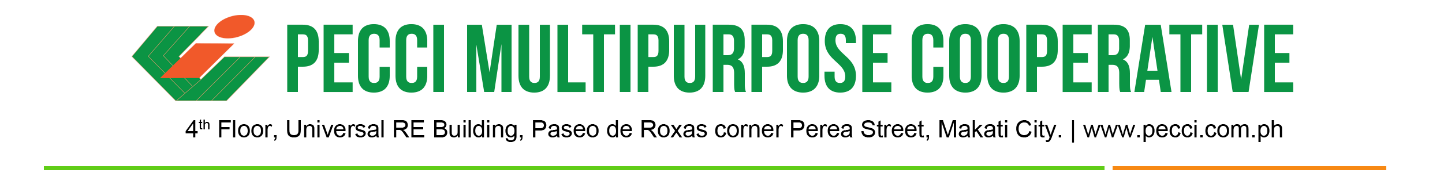 PECCI MULTIPURPOSE COOPERATIVE
4th Floor, Universal RE Building, Paseo de Roxas corner Perea Street, Makati City. | www.pecci.com.ph